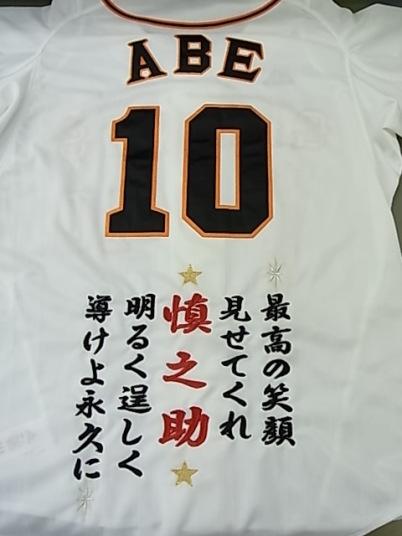 ABE
10
最高の笑顔
見せてくれ
慎之助
明るく逞しく
導けよ永久に